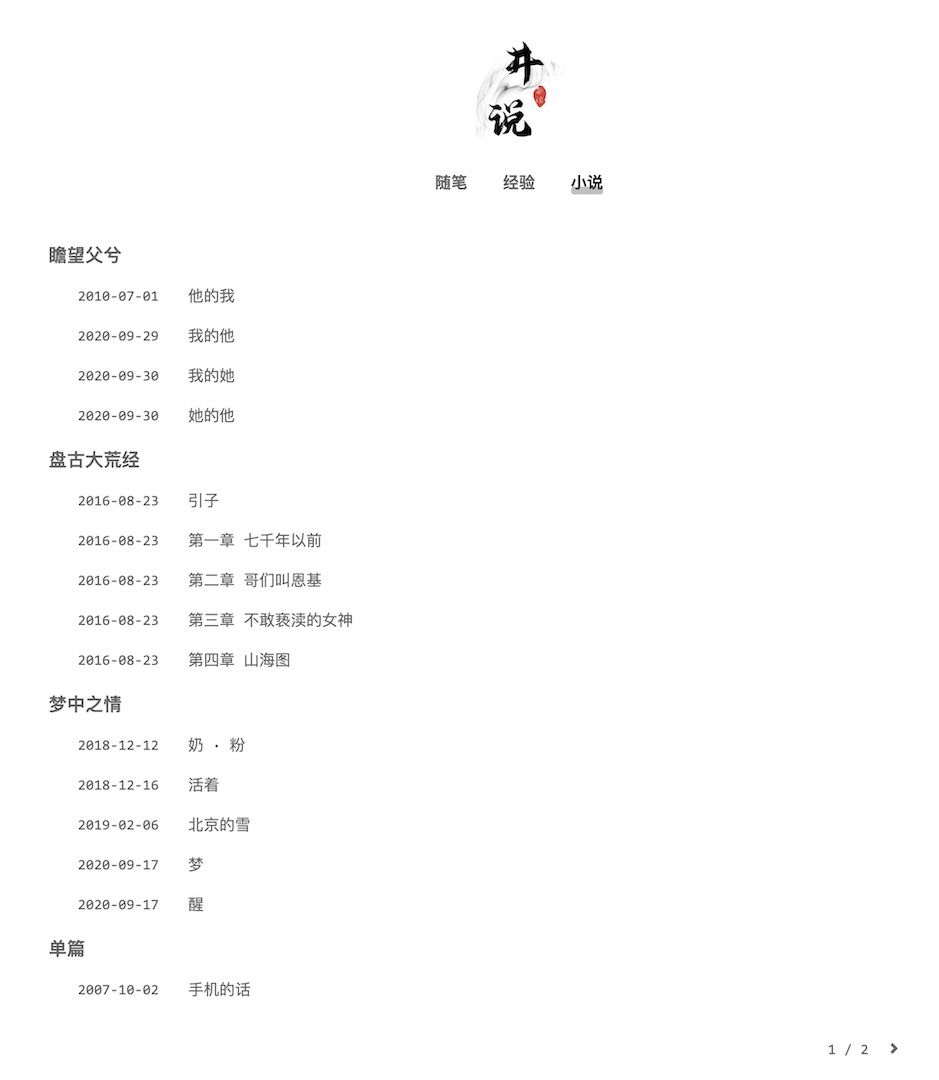 井
说
随笔 经验 小说
瞻望父兮
2010-07-01 他的我
2020-09-29 我的他
2020-09-30 我的她
2020-09-30 她的他
盘古大荒经
2016-08-23 引子
2016-08-23 第一章 七千年以前
2016-08-23 第二章 哥们叫恩基
2016-08-23 第三章 不敢亵渎的女神
2016-08-23 第四章 山海图
梦中之情
2018-12-12 奶 · 粉
2018-12-16 活着
2019-02-06 北京的雪
2020-09-17 梦
2020-09-17 醒
单篇
2007-10-02 手机的话
1 / 2